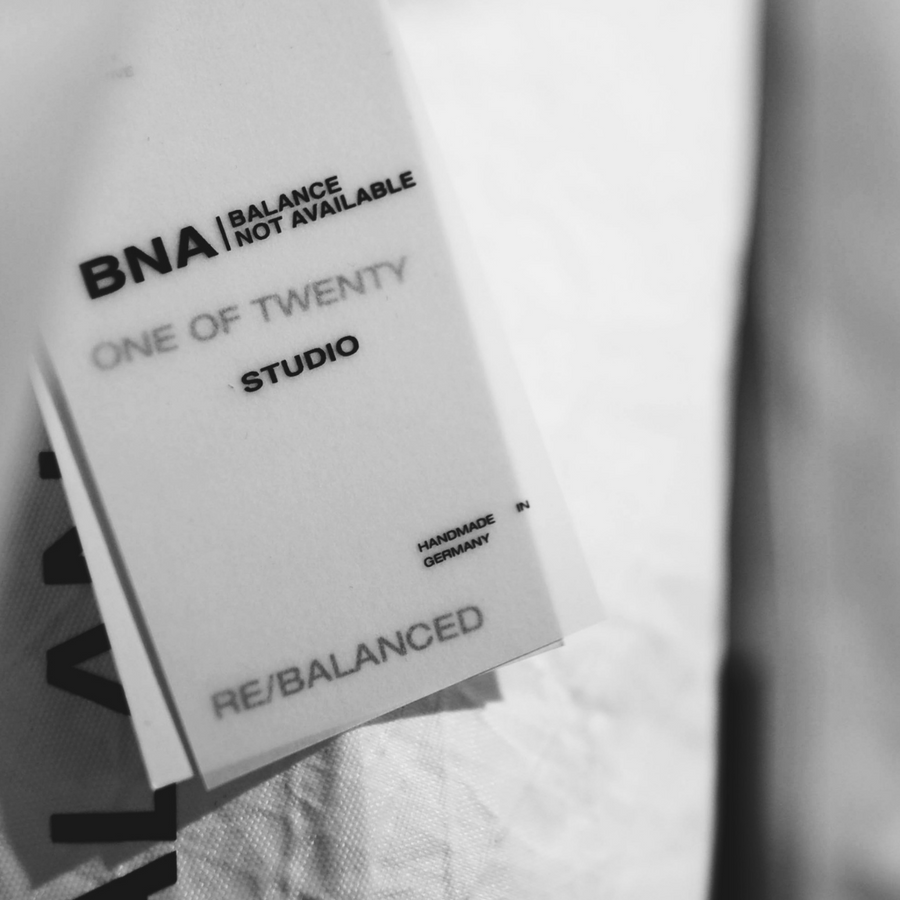 BNA | BALANCE
NOT AVAILABLE
ONE OF TWENTY
STUDIO
HANDMADE IN
GERMANY
RE/BALANCED